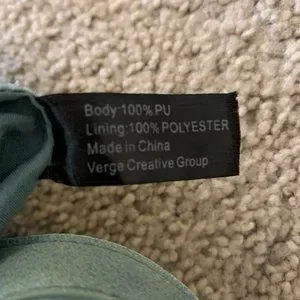 Body:100% PU
Lining:100% POLYESTER
Made in China
Verge Creative Group